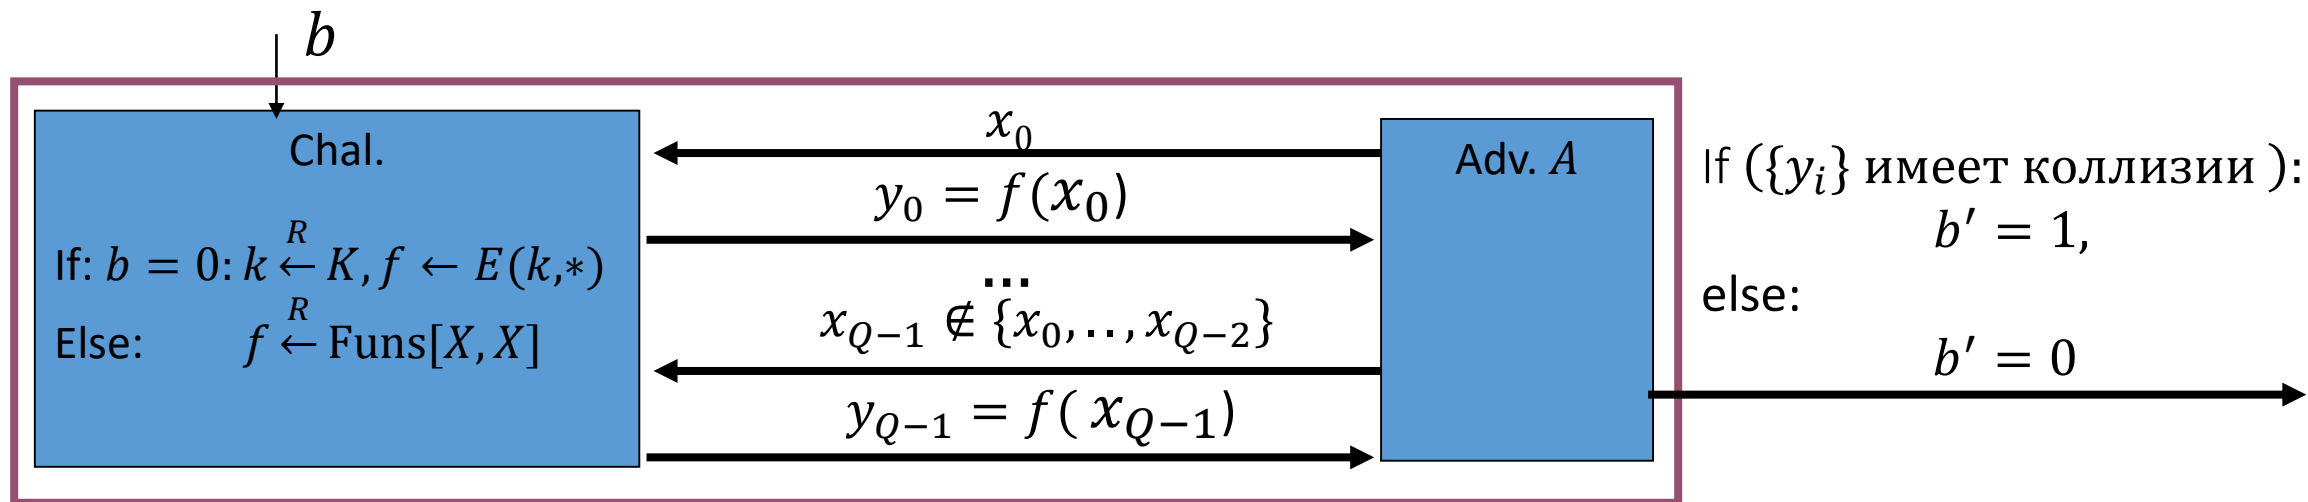 b
Chal.
If: b = 0: k ←ᴿ K, f ← E(k,∗)
Else: f ←ᴿ Funs[X, X]
x₀
y₀ = f(x₀)
...
x_{Q−1} ∉ {x₀,.., x_{Q−2}}
y_{Q−1} = f( x_{Q−1})
Adv. A
If ({y_i} имеет коллизии ):
b′ = 1,
else:
b′ = 0